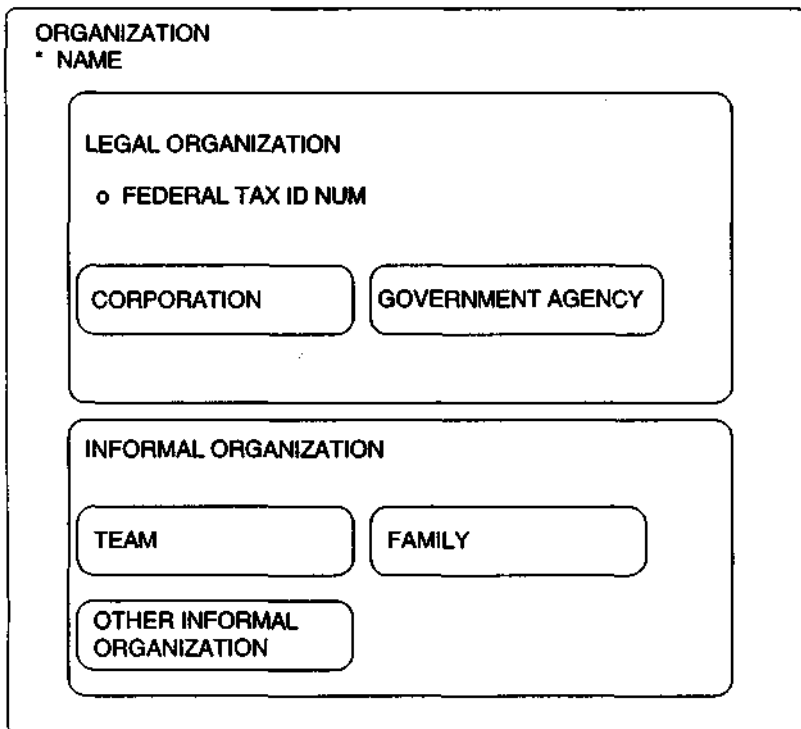 ORGANIZATION
* NAME
LEGAL ORGANIZATION
o FEDERAL TAX ID NUM
CORPORATION
GOVERNMENT AGENCY
INFORMAL ORGANIZATION
TEAM
FAMILY
OTHER INFORMAL
ORGANIZATION